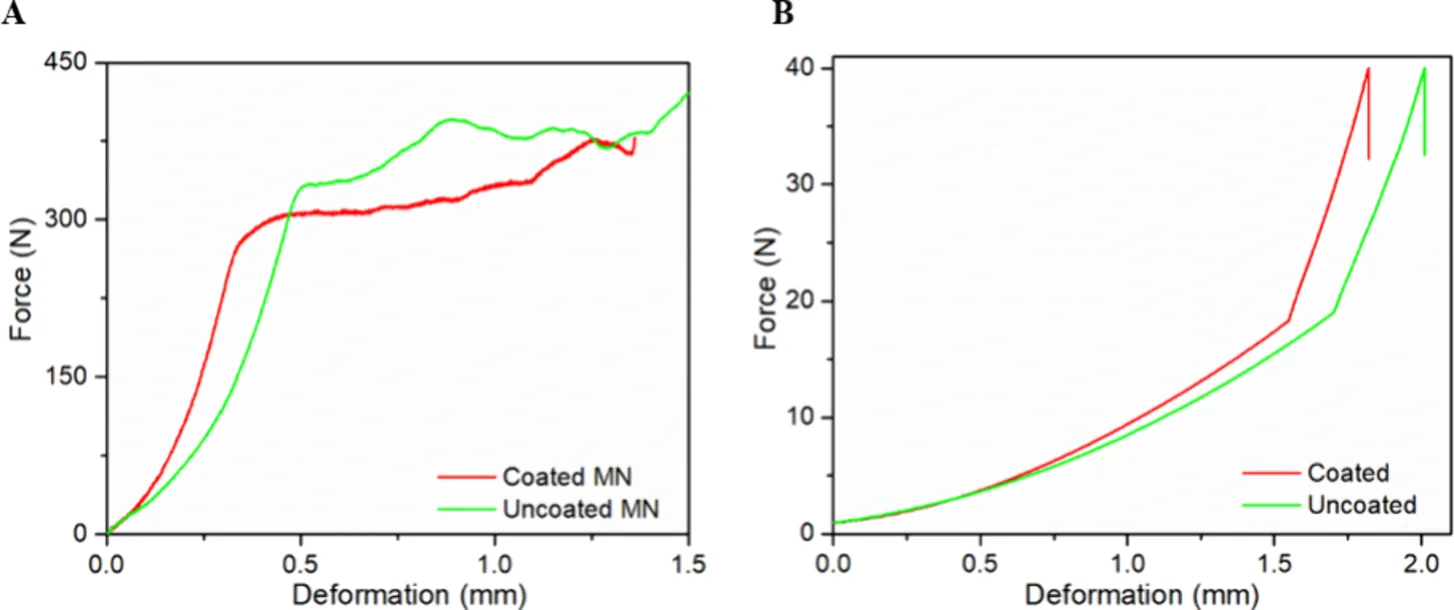 A
450
300
150
0
Force (N)
0.0 0.5 1.0 1.5
Deformation (mm)
Coated MN
Uncoated MN
B
40
30
20
10
0
Force (N)
0.0 0.5 1.0 1.5 2.0
Deformation (mm)
Coated
Uncoated